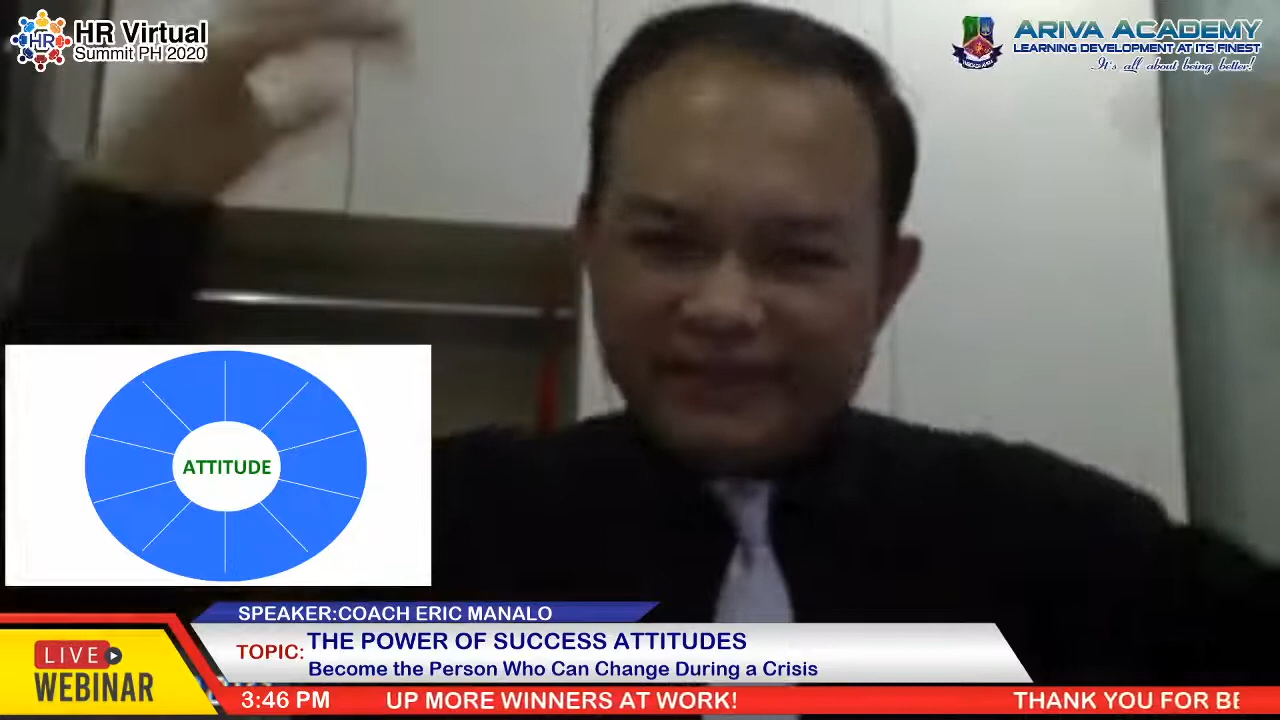 HR
HR Virtual
Summit PH 2020
ARIVA ACADEMY
LEARNING DEVELOPMENT AT ITS FINEST
It's all about being better!
ATTITUDE
SPEAKER:COACH ERIC MANALO
TOPIC: THE POWER OF SUCCESS ATTITUDES
Become the Person Who Can Change During a Crisis
LIVE
WEBINAR
3:46 PM UP MORE WINNERS AT WORK! THANK YOU FOR BE